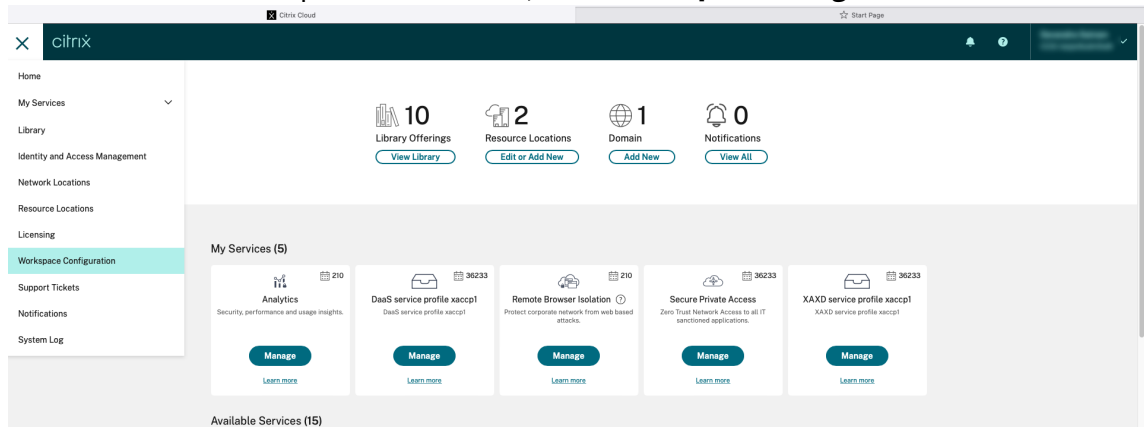 Citrix Cloud
Start Page
citrix
Home
My Services
Library
Identity and Access Management
Network Locations
Resource Locations
Licensing
Workspace Configuration
Support Tickets
Notifications
System Log
10
Library Offerings
View Library
2
Resource Locations
Edit or Add New
1
Domain
Add New
0
Notifications
View All
My Services (5)
210
Analytics
Security, performance and usage insights.
Manage
Learn more
36233
DaaS service profile xaccp1
DaaS service profile xaccp1
Manage
Learn more
210
Remote Browser Isolation
Protect corporate network from web based
attacks.
Manage
Learn more
36233
Secure Private Access
Zero Trust Network Access to all IT
sanctioned applications.
Manage
Learn more
36233
XAXD service profile xaccp1
XAXD service profile xaccp1
Manage
Learn more
Available Services (15)